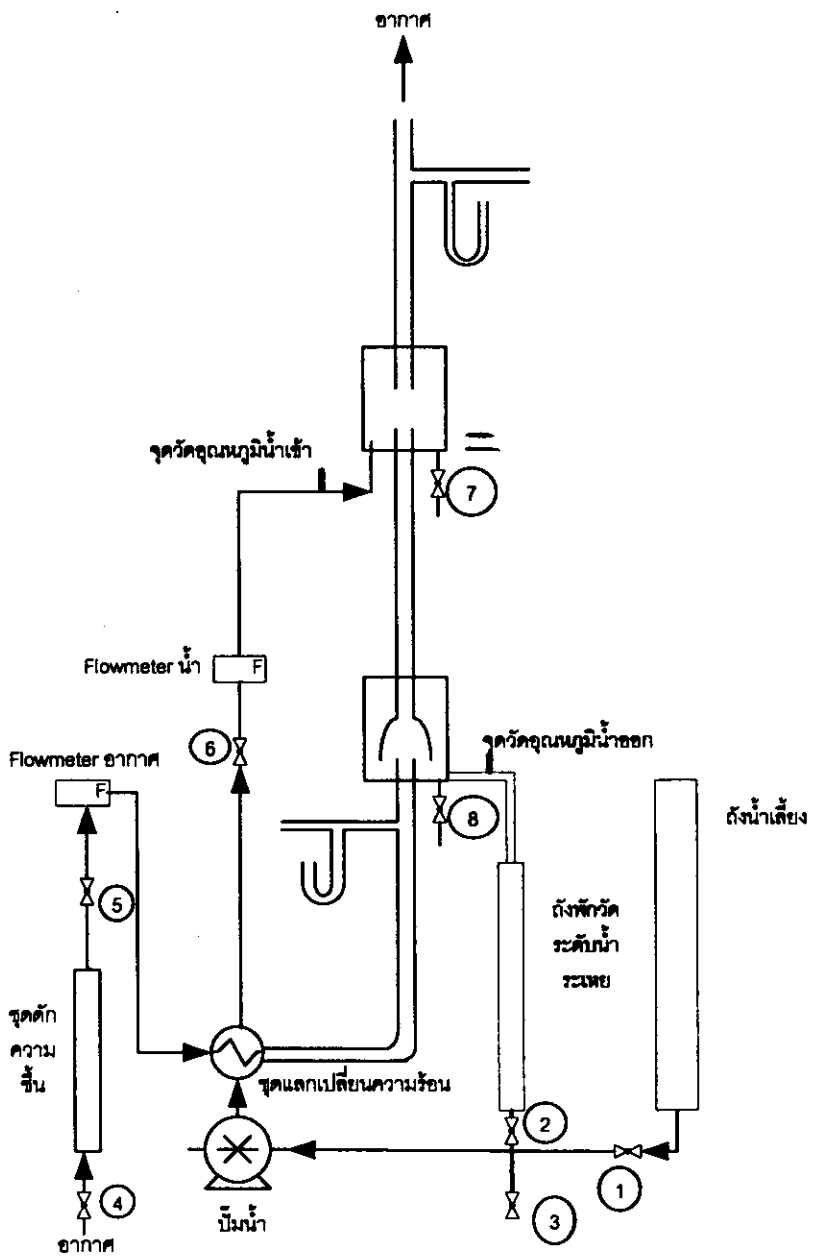 อากาศ
จุดวัดอุณหภูมิน้ำเข้า
7
Flowmeter น้ำ
F
6
จุดวัดอุณหภูมิน้ำออก
Flowmeter อากาศ
F
8
ถังน้ำเลี้ยง
5
ถังพักวัด
ระดับน้ำ
ระเหย
ชุดดัก
ความ
ชื้น
ชุดแลกเปลี่ยนความร้อน
2
4
1
3
ปั๊มน้ำ
อากาศ